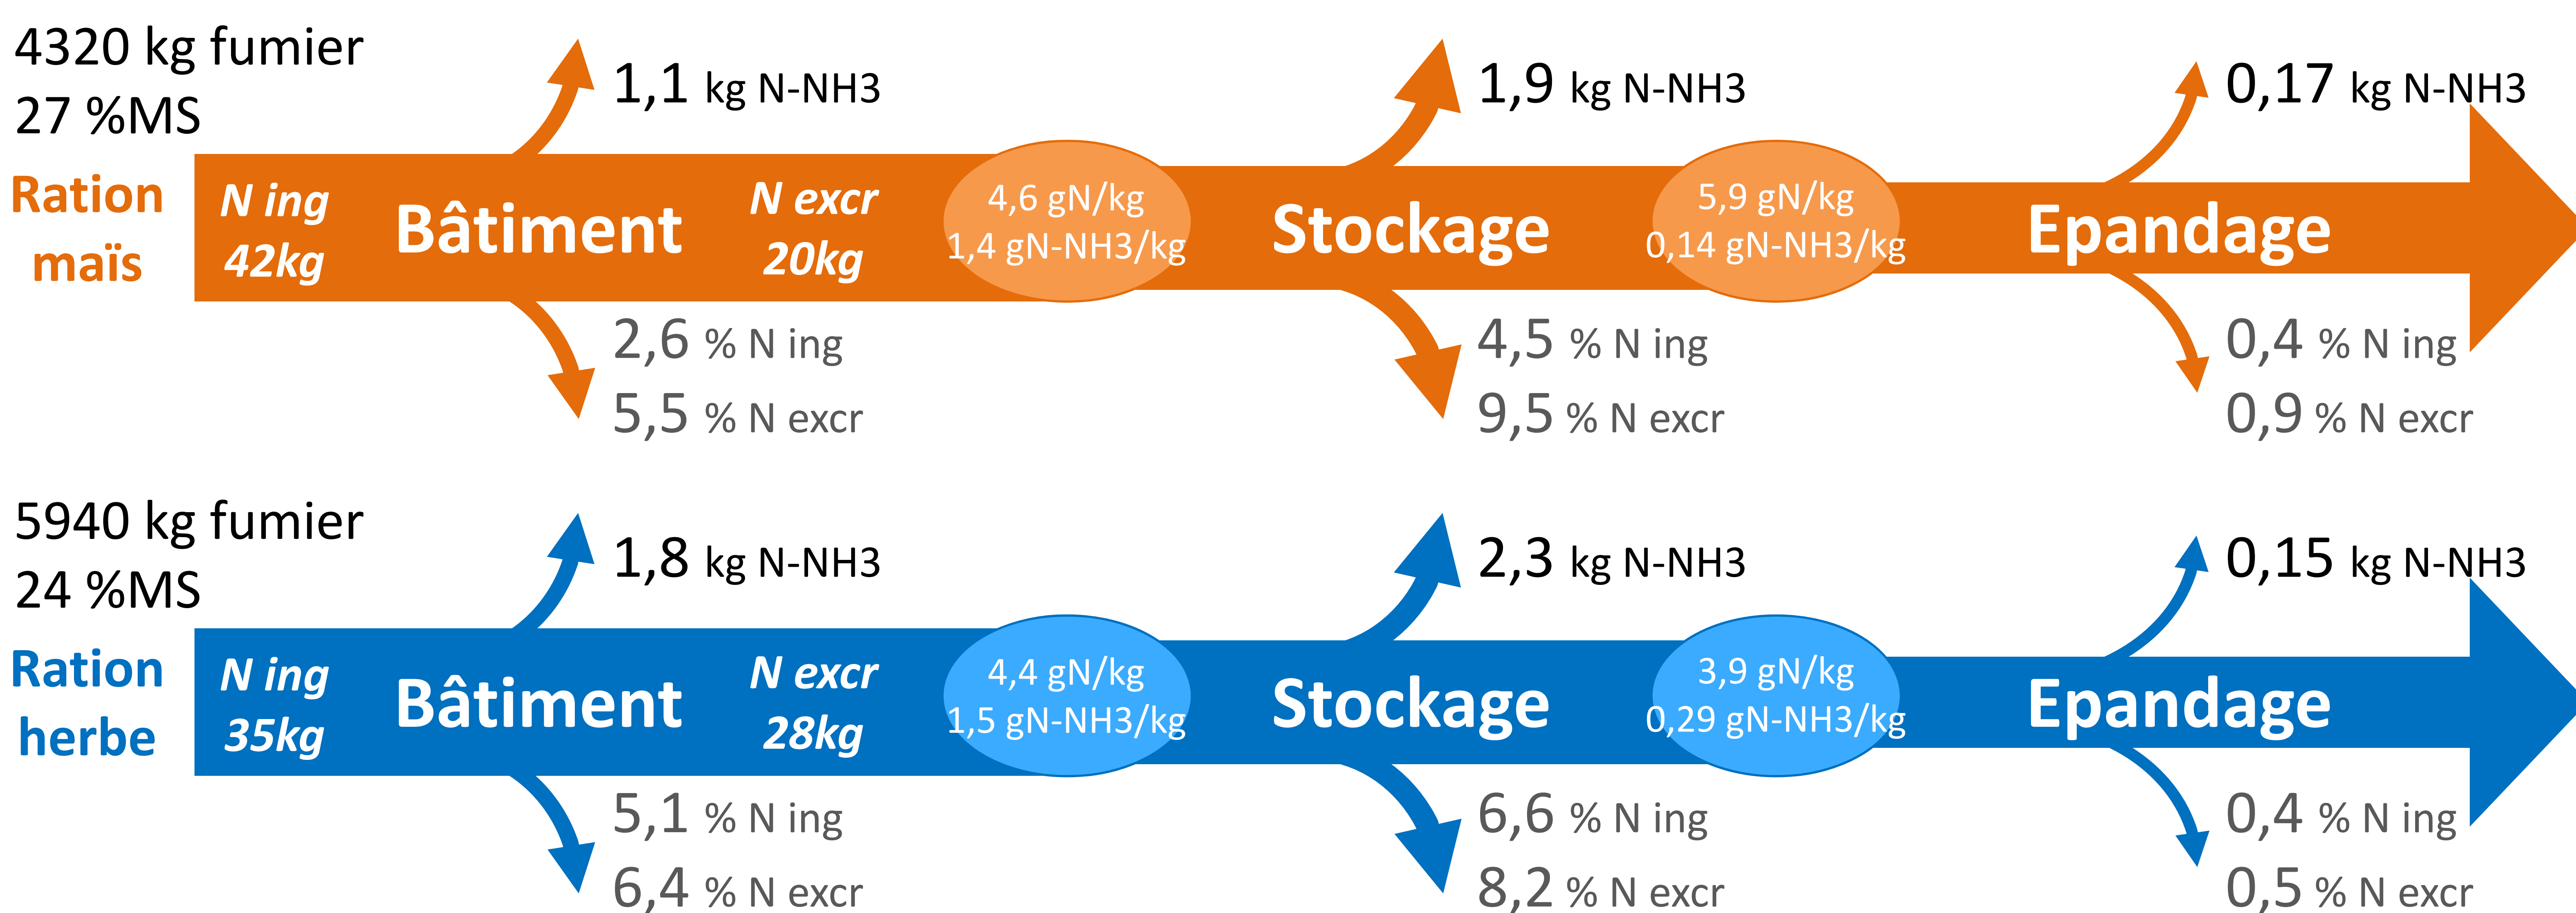 4320 kg fumier
27 %MS
1,1 kg N-NH3
1,9 kg N-NH3
0,17 kg N-NH3
Ration
maïs
N ing
42kg
Bâtiment
N excr
20kg
4,6 gN/kg
1,4 gN-NH3/kg
Stockage
5,9 gN/kg
0,14 gN-NH3/kg
Epandage
2,6 % N ing
5,5 % N excr
4,5 % N ing
9,5 % N excr
0,4 % N ing
0,9 % N excr
5940 kg fumier
24 %MS
1,8 kg N-NH3
2,3 kg N-NH3
0,15 kg N-NH3
Ration
herbe
N ing
35kg
Bâtiment
N excr
28kg
4,4 gN/kg
1,5 gN-NH3/kg
Stockage
3,9 gN/kg
0,29 gN-NH3/kg
Epandage
5,1 % N ing
6,4 % N excr
6,6 % N ing
8,2 % N excr
0,4 % N ing
0,5 % N excr